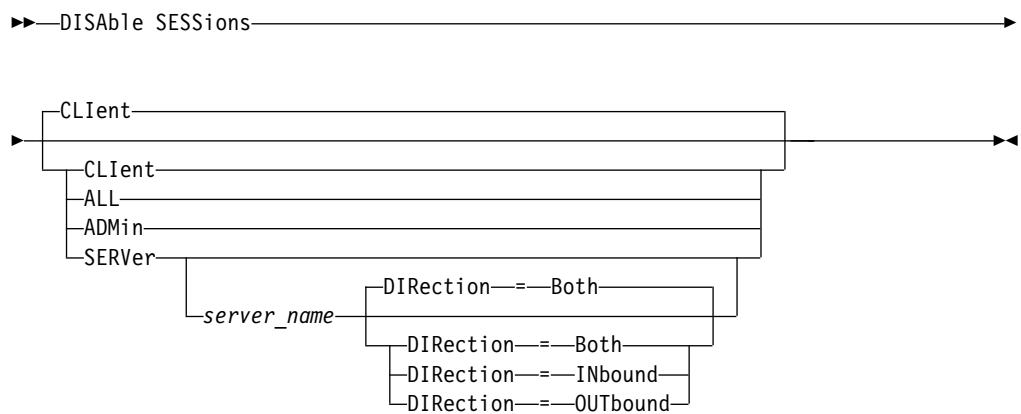 DISAble SESSions
CLIent
CLIent
ALL
ADMin
SERVer
DIRection = Both
server_name
DIRection = Both
DIRection = INbound
DIRection = OUTbound